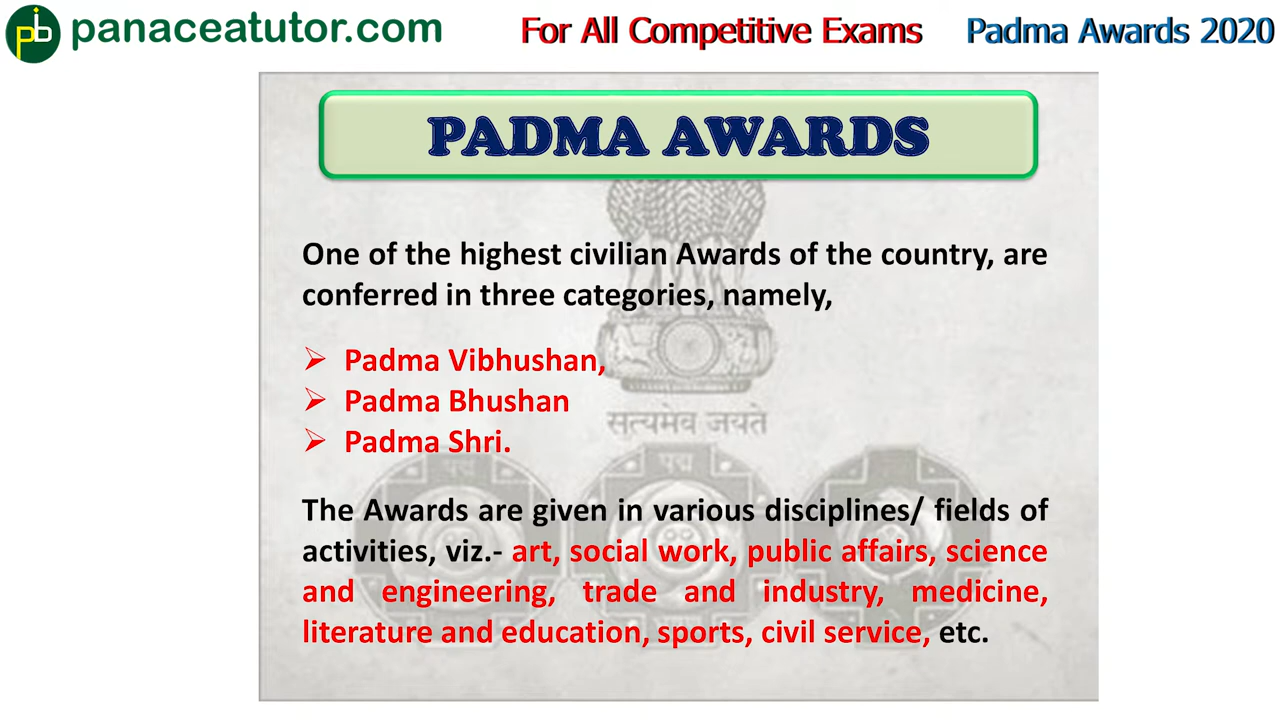 panaceatutor.com
For All Competitive Exams
Padma Awards 2020
PADMA AWARDS
One of the highest civilian Awards of the country, are
conferred in three categories, namely,
Padma Vibhushan,
Padma Bhushan
Padma Shri.
सत्यमेव जयते
The Awards are given in various disciplines/ fields of
activities, viz.- art, social work, public affairs, science
and engineering, trade and industry, medicine,
literature and education, sports, civil service, etc.